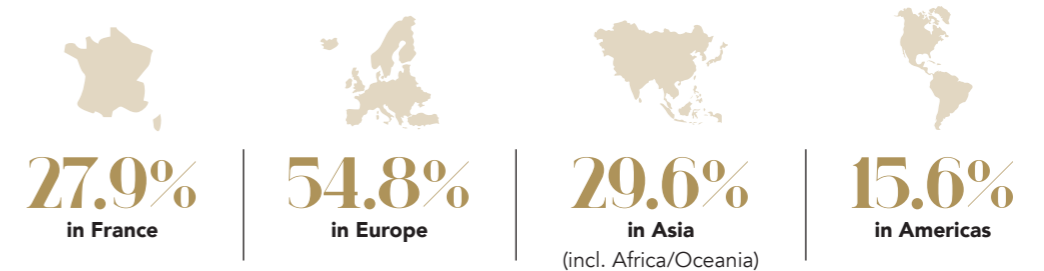 27.9%
in France
54.8%
in Europe
29.6%
in Asia
(incl. Africa/Oceania)
15.6%
in Americas